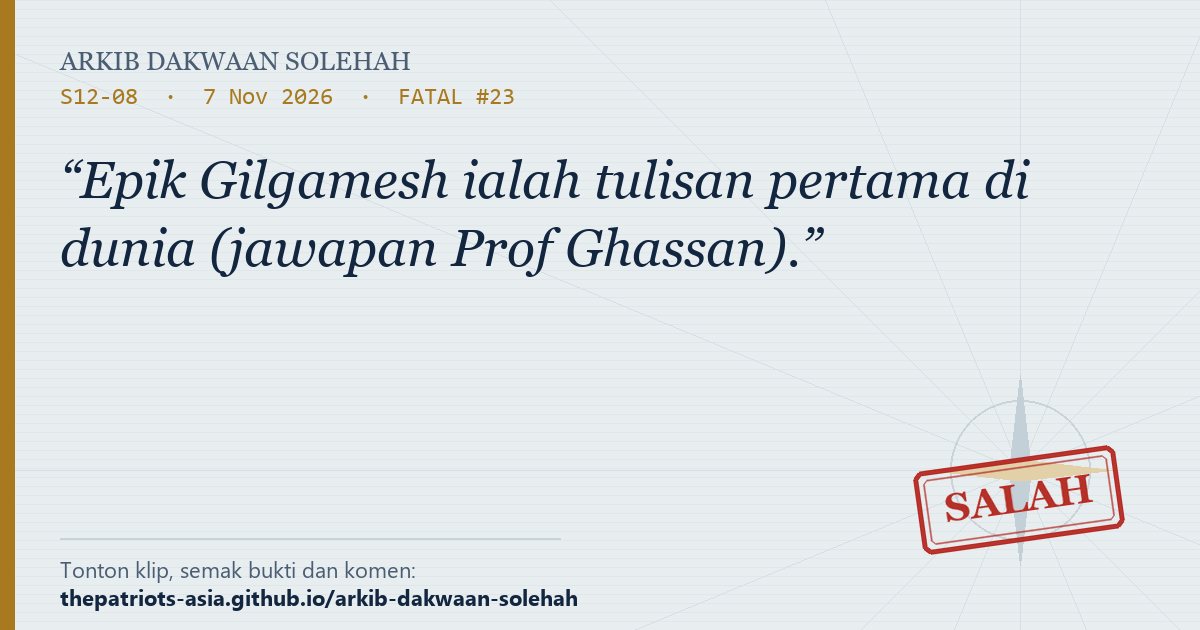 ARKIB DAKWAAN SOLEHAH
S12-08 · 7 Nov 2026 · FATAL #23
“Epik Gilgamesh ialah tulisan pertama di
dunia (jawapan Prof Ghassan).”
SALAH
Tonton klip, semak bukti dan komen:
thepatriots-asia.github.io/arkib-dakwaan-solehah